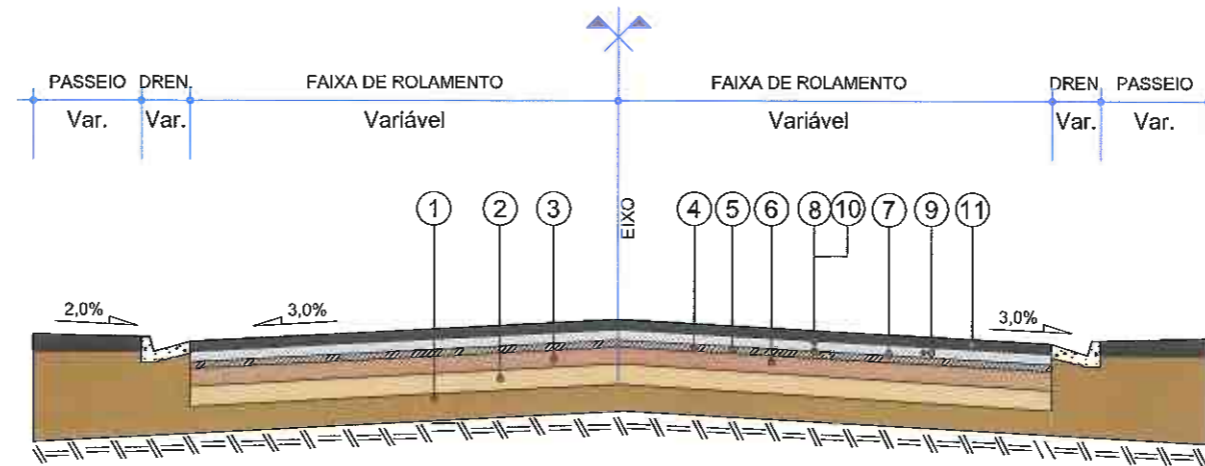 PASSEIO DREN. FAIXA DE ROLAMENTO FAIXA DE ROLAMENTO DREN PASSEIO
Var. Var. Variável Variável Var. Var.
1 2 3 EIXO 4 5 6 8 10 7 9 11
2,0% 3,0% 3,0%